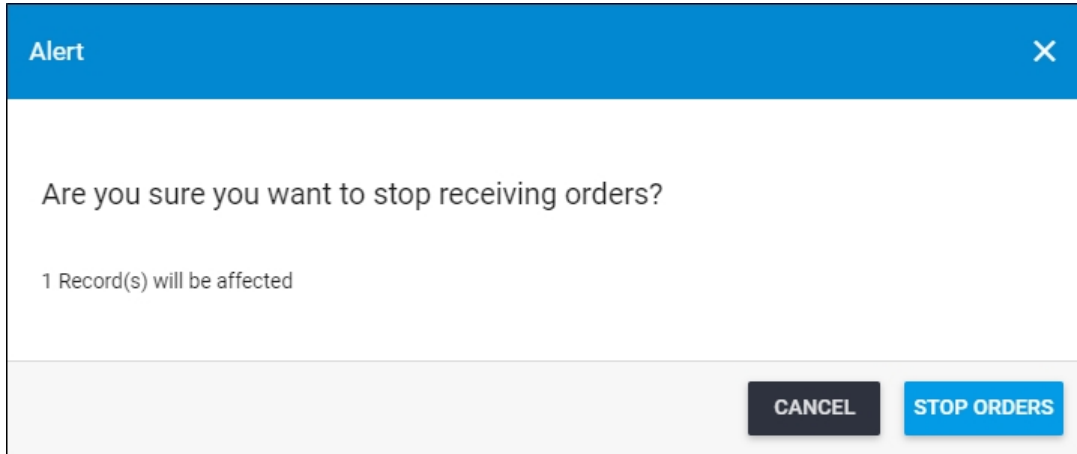 Alert
Are you sure you want to stop receiving orders?
1 Record(s) will be affected
CANCEL STOP ORDERS